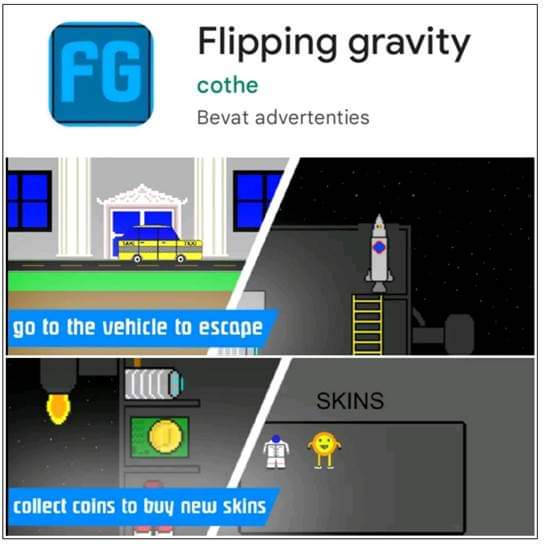 FG
Flipping gravity
cothe
Bevat advertenties
TAXI TAXI
go to the vehicle to escape
SKINS
collect coins to buy new skins